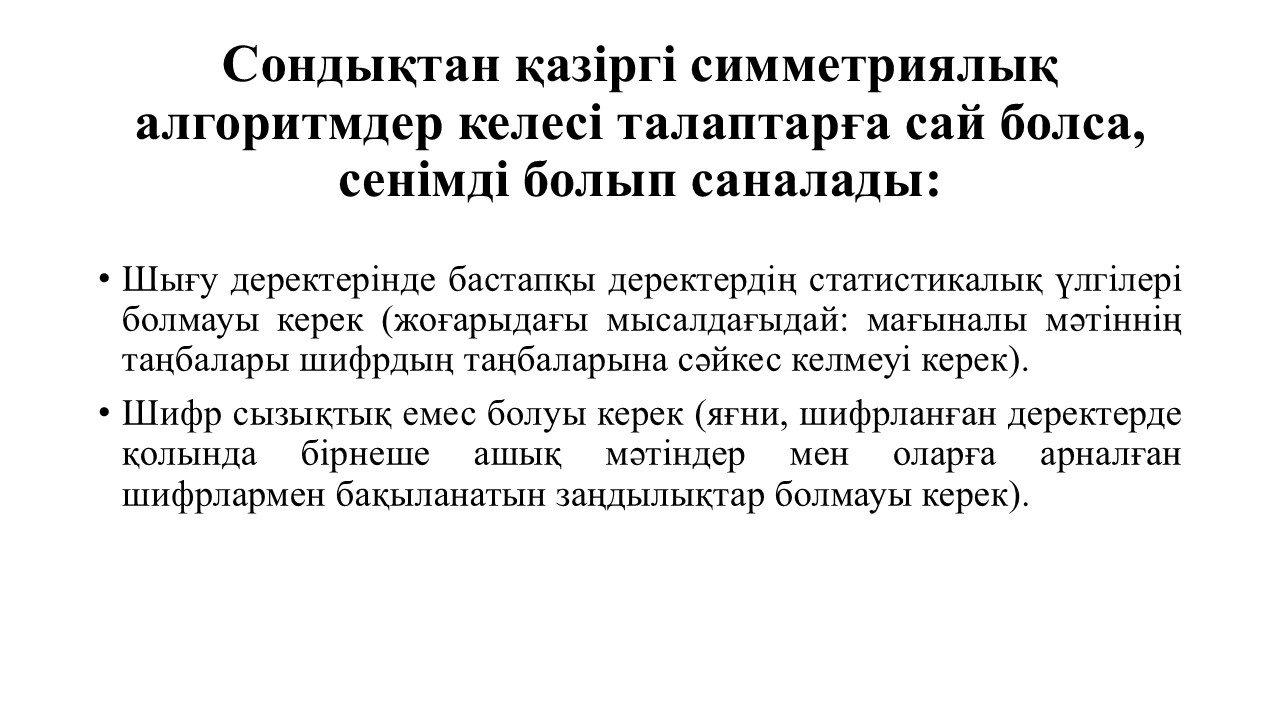 Сондықтан қазіргі симметриялық
алгоритмдер келесі талаптарға сай болса,
сенімді болып саналады:
• Шығу деректерінде бастапқы деректердің статистикалық үлгілері
болмауы керек (жоғарыдағы мысалдағыдай: мағыналы мәтіннің
таңбалары шифрдың таңбаларына сәйкес келмеуі керек).
• Шифр сызықтық емес болуы керек (яғни, шифрланған деректерде
қолында бірнеше ашық мәтіндер мен оларға арналған
шифрлармен бақыланатын заңдылықтар болмауы керек).